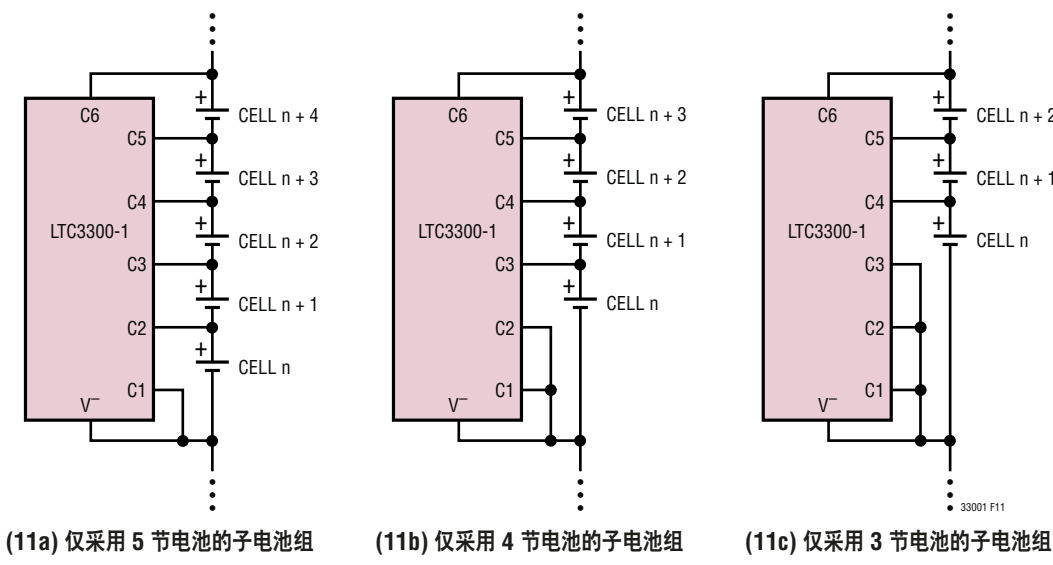 C6
C5
C4
LTC3300-1
C3
C2
C1
V–
+
CELL n + 4
+
CELL n + 3
+
CELL n + 2
+
CELL n + 1
+
CELL n
(11a) 仅采用 5 节电池的子电池组
C6
C5
C4
LTC3300-1
C3
C2
C1
V–
+
CELL n + 3
+
CELL n + 2
+
CELL n + 1
+
CELL n
(11b) 仅采用 4 节电池的子电池组
C6
C5
C4
LTC3300-1
C3
C2
C1
V–
+
CELL n + 2
+
CELL n + 1
+
CELL n
33001 F11
(11c) 仅采用 3 节电池的子电池组